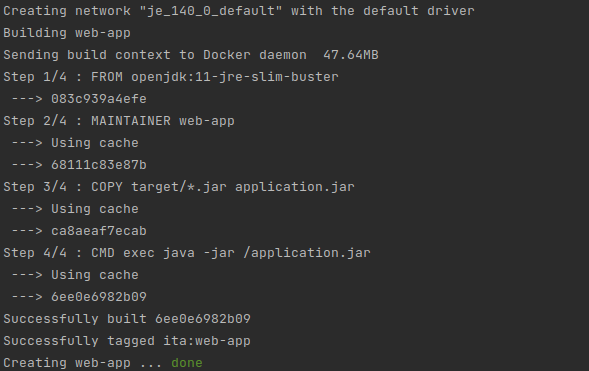 Creating network "je_140_0_default" with the default driver
Building web-app
Sending build context to Docker daemon  47.64MB
Step 1/4 : FROM openjdk:11-jre-slim-buster
 ---> 083c939a4efe
Step 2/4 : MAINTAINER web-app
 ---> Using cache
 ---> 68111c83e87b
Step 3/4 : COPY target/*.jar application.jar
 ---> Using cache
 ---> ca8aeaf7ecab
Step 4/4 : CMD exec java -jar /application.jar
 ---> Using cache
 ---> 6ee0e6982b09
Successfully built 6ee0e6982b09
Successfully tagged ita:web-app
Creating web-app ... done